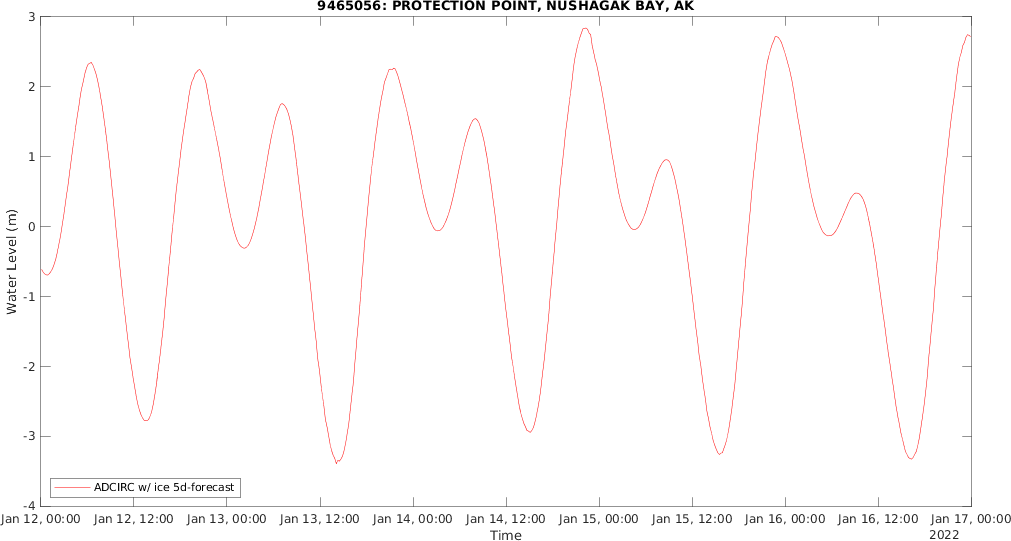 9465056: PROTECTION POINT, NUSHAGAK BAY, AK
3
2
1
0
-1
-2
-3
-4
Water Level (m)
ADCIRC w/ ice 5d-forecast
Jan 12, 00:00 Jan 12, 12:00 Jan 13, 00:00 Jan 13, 12:00 Jan 14, 00:00 Jan 14, 12:00 Jan 15, 00:00 Jan 15, 12:00 Jan 16, 00:00 Jan 16, 12:00 Jan 17, 00:00
Time
2022